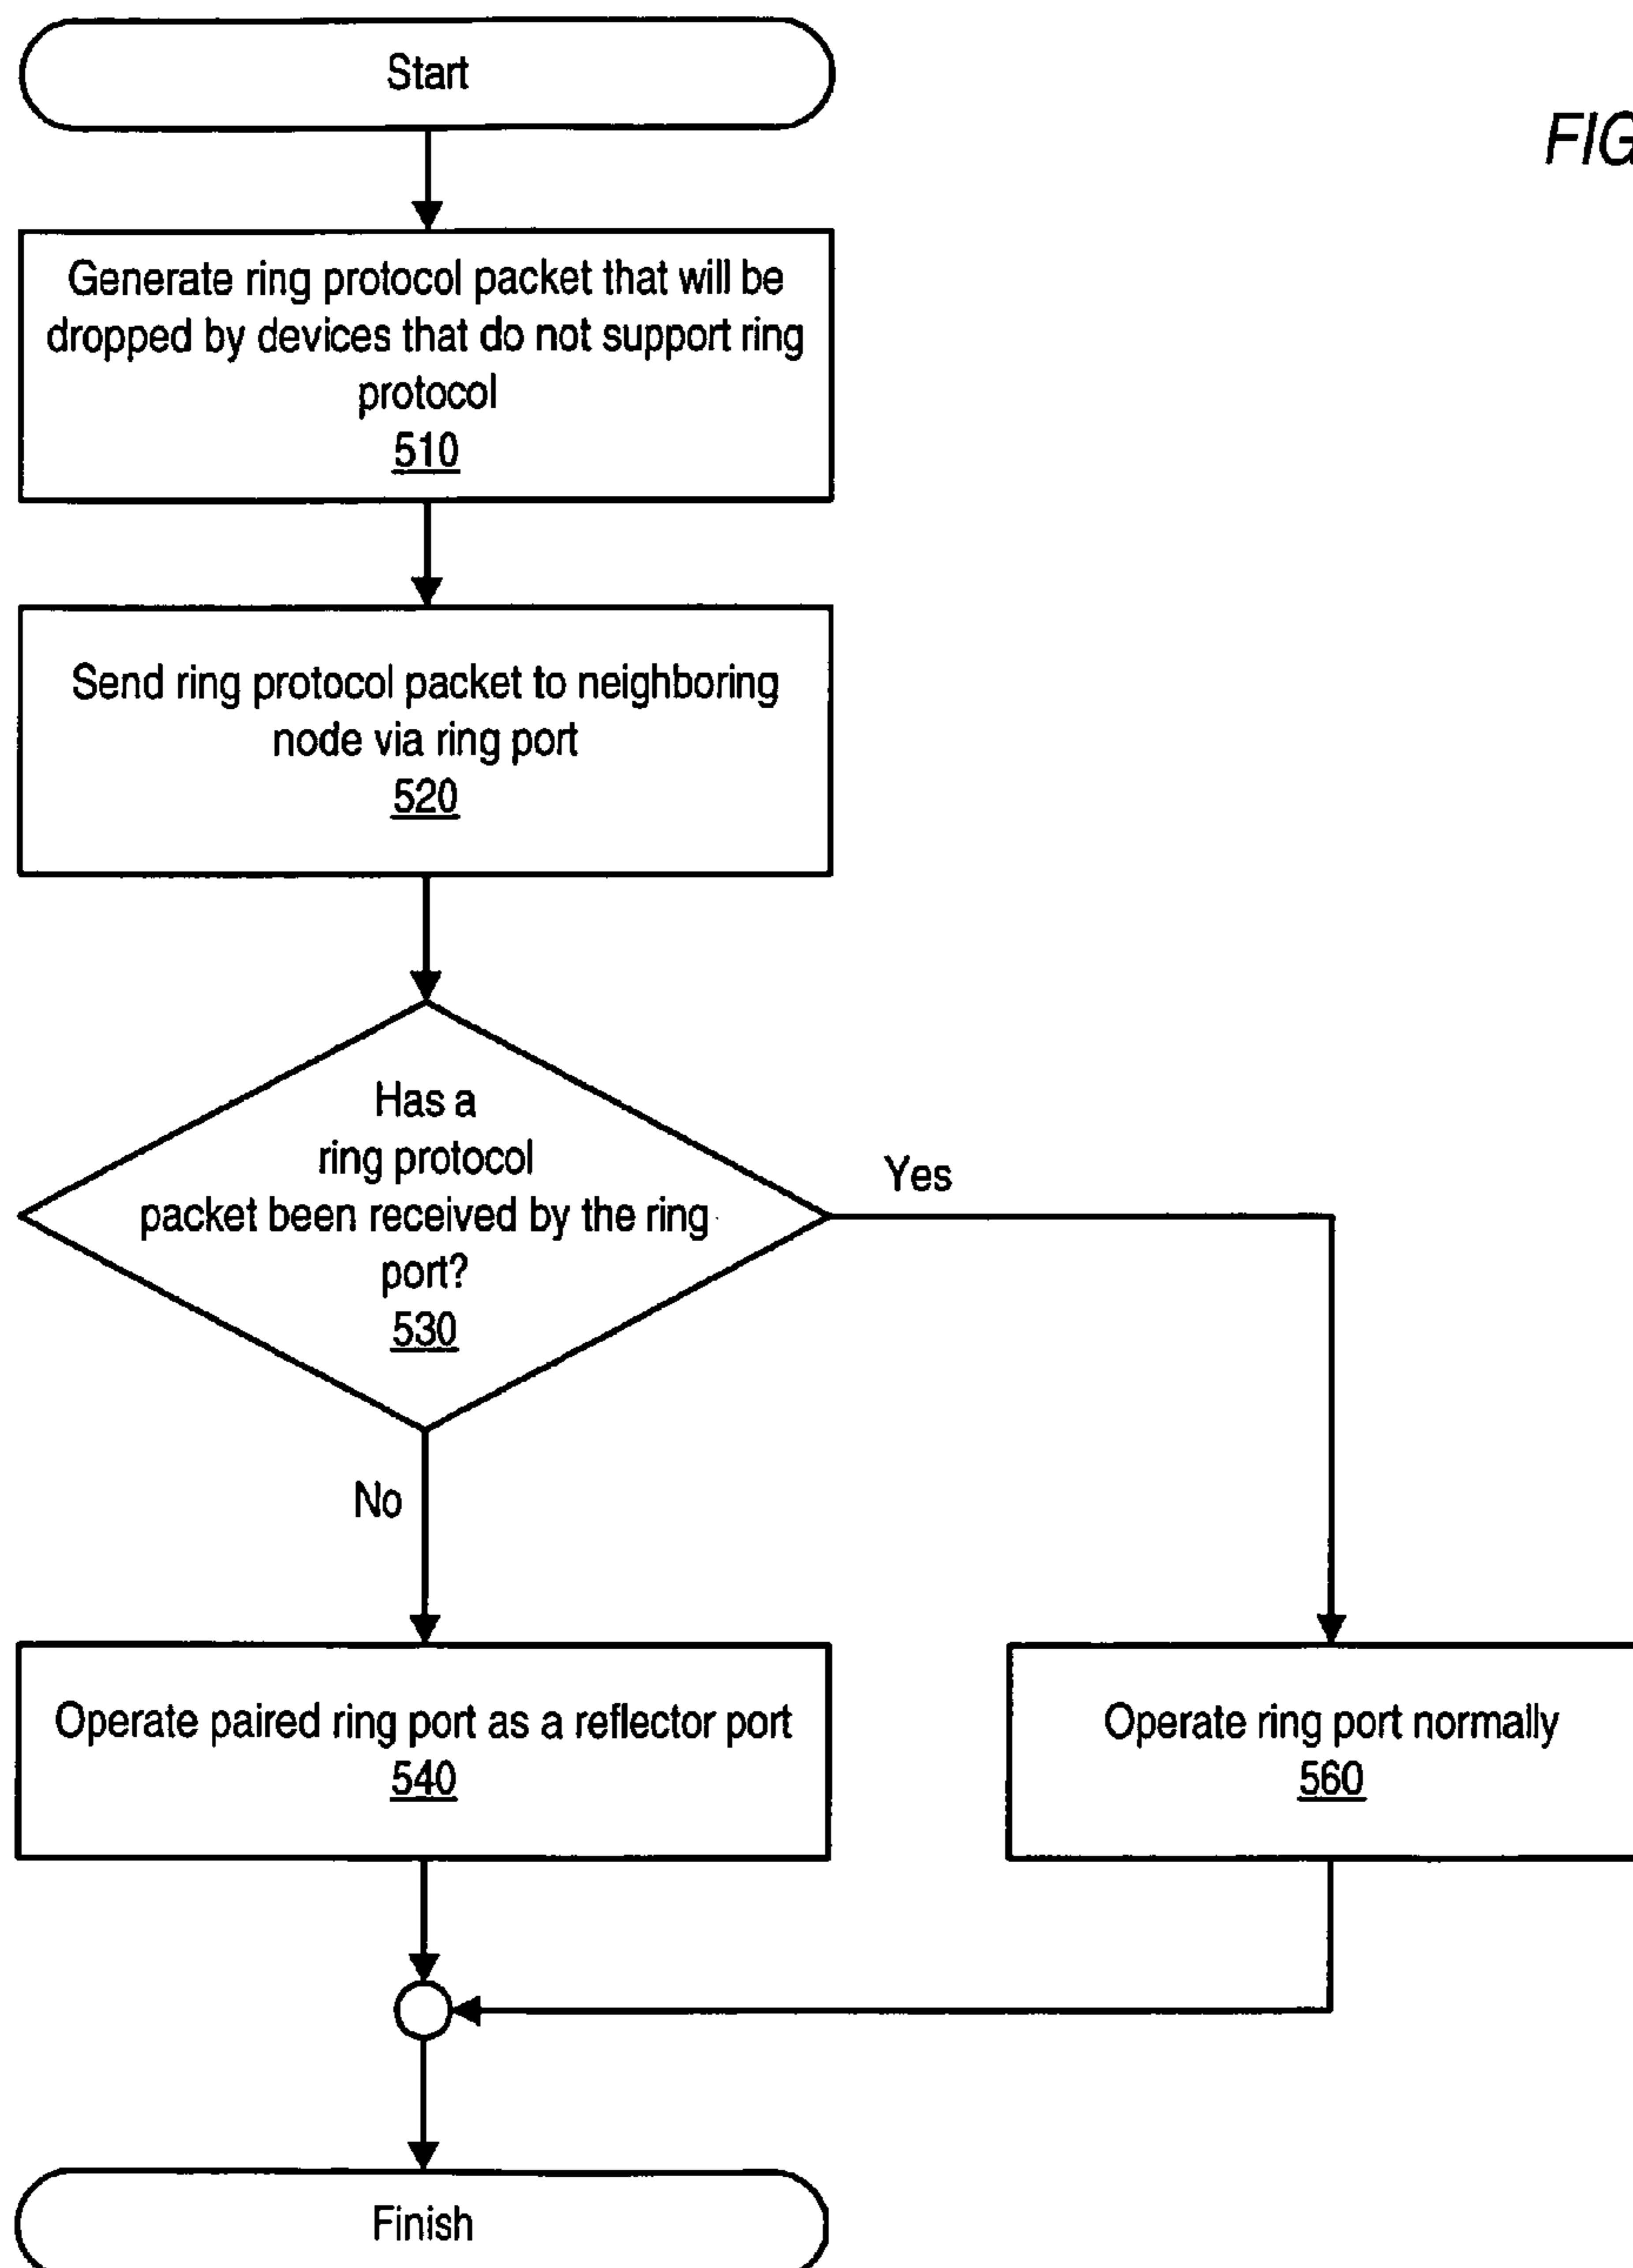 Start
FIG
Generate ring protocol packet that will be
dropped by devices that do not support ring
protocol
510
Send ring protocol packet to neighboring
node via ring port
520
Has a
ring protocol
packet been received by the ring
port?
530
Yes
No
Operate paired ring port as a reflector port
540
Operate ring port normally
560
Finish